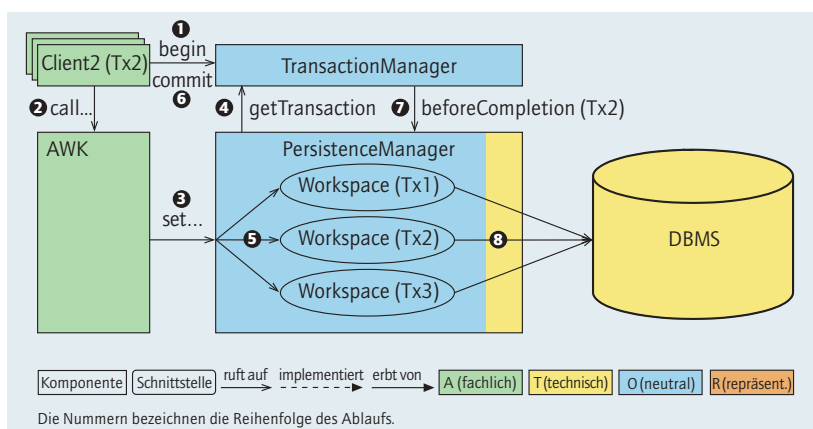 ❶
begin
Client2 (Tx2)
commit
❻
TransactionManager
❷ call...
❹ getTransaction
❼ beforeCompletion (Tx2)
AWK
PersistenceManager
Workspace (Tx1)
❸
set...
❺
Workspace (Tx2)
❽
DBMS
Workspace (Tx3)
Komponente
Schnittstelle
ruft auf
implementiert
erbt von
A (fachlich)
T (technisch)
O (neutral)
R (repräsent.)
Die Nummern bezeichnen die Reihenfolge des Ablaufs.